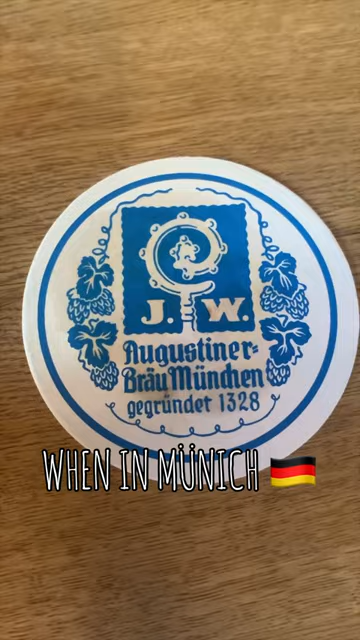 J. W.
Augustiner-
Bräu München
gegründet 1328
WHEN IN MÜNICH 🇩🇪